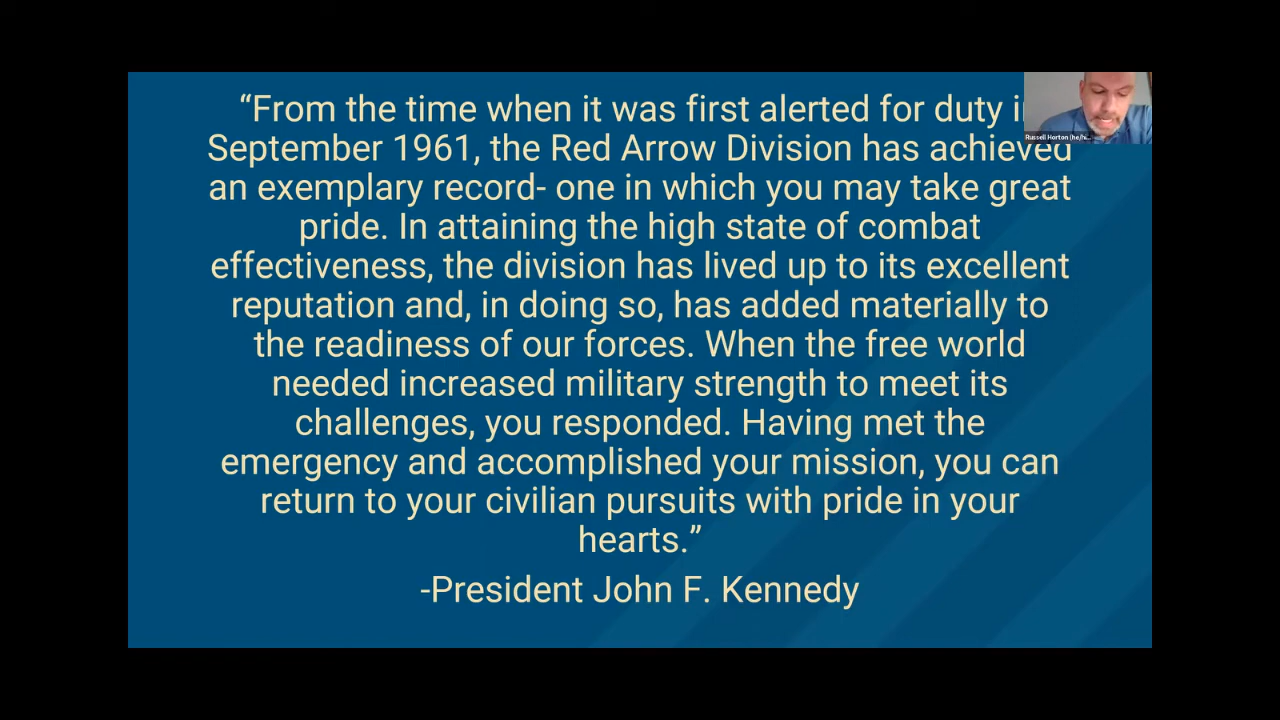 “From the time when it was first alerted for duty
September 1961, the Red Arrow Division has achieved
an exemplary record- one in which you may take great
pride. In attaining the high state of combat
effectiveness, the division has lived up to its excellent
reputation and, in doing so, has added materially to
the readiness of our forces. When the free world
needed increased military strength to meet its
challenges, you responded. Having met the
emergency and accomplished your mission, you can
return to your civilian pursuits with pride in your
hearts.”
-President John F. Kennedy
Russell Horton (he/hi...